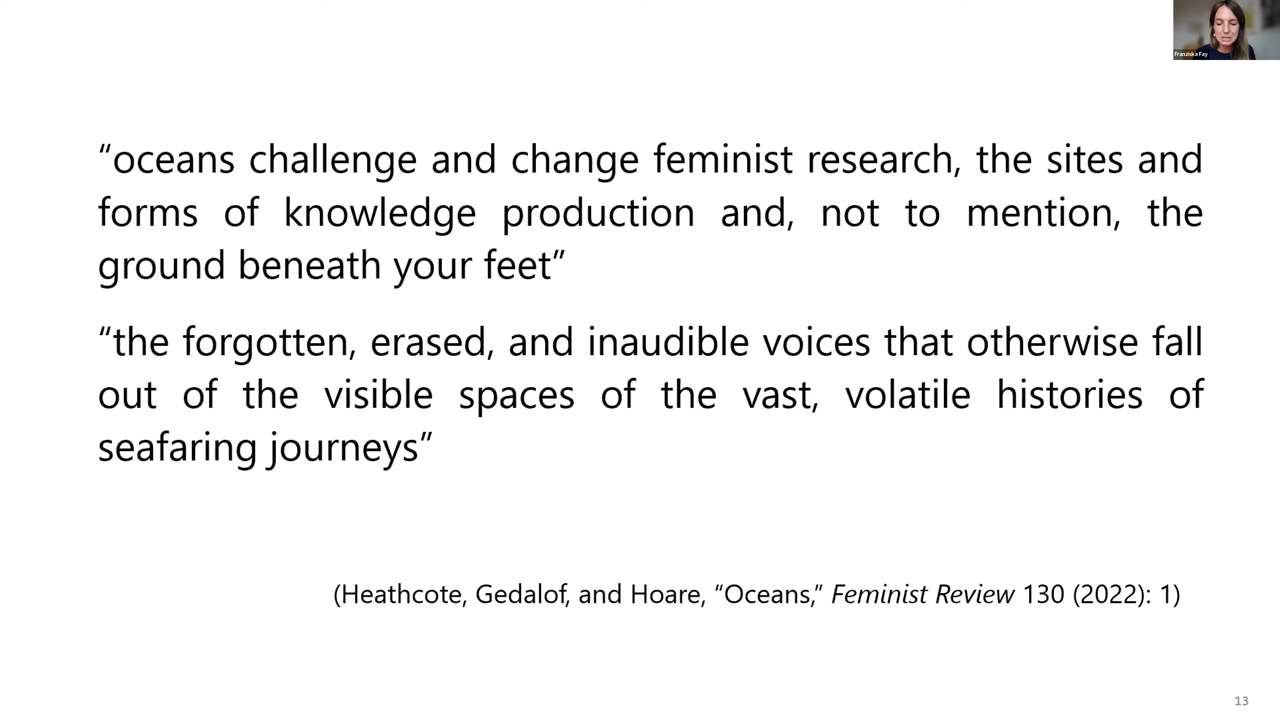 Franziska Fay
“oceans challenge and change feminist research, the sites and
forms of knowledge production and, not to mention, the
ground beneath your feet”
“the forgotten, erased, and inaudible voices that otherwise fall
out of the visible spaces of the vast, volatile histories of
seafaring journeys”
(Heathcote, Gedalof, and Hoare, “Oceans,” Feminist Review 130 (2022): 1)
13